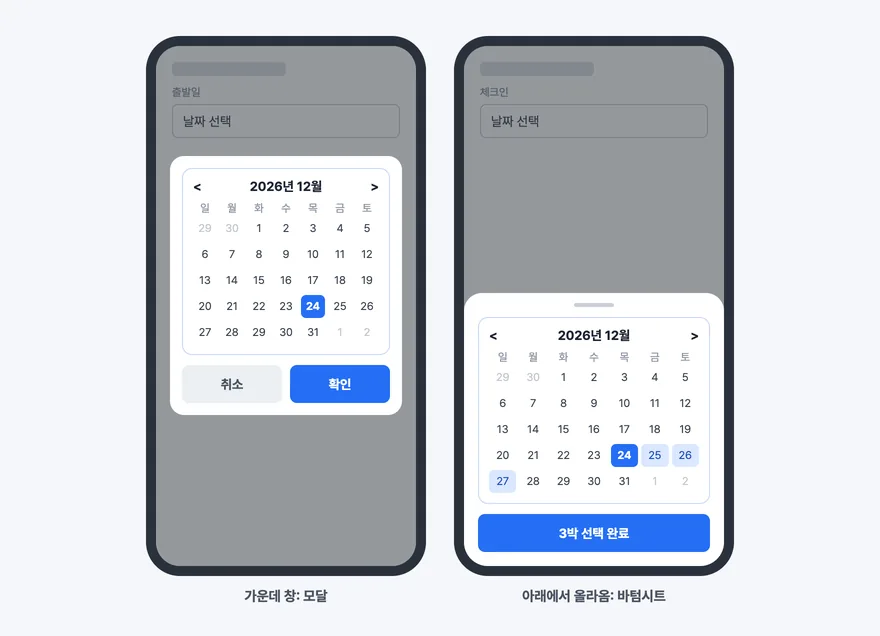 출발일
날짜 선택
< 2026년 12월 >
일 월 화 수 목 금 토
29 30 1 2 3 4 5
6 7 8 9 10 11 12
13 14 15 16 17 18 19
20 21 22 23 24 25 26
27 28 29 30 31 1 2
취소 확인
가운데 창: 모달
체크인
날짜 선택
< 2026년 12월 >
일 월 화 수 목 금 토
29 30 1 2 3 4 5
6 7 8 9 10 11 12
13 14 15 16 17 18 19
20 21 22 23 24 25 26
27 28 29 30 31 1 2
3박 선택 완료
아래에서 올라옴: 바텀시트